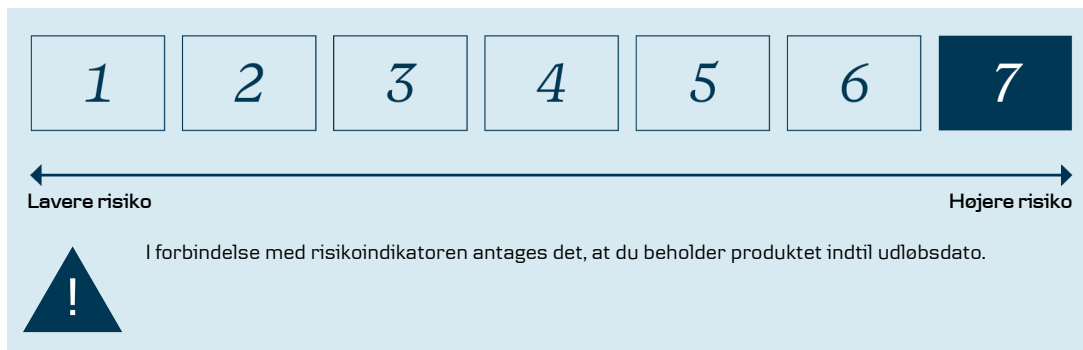 1 2 3 4 5 6 7
Lavere risiko Højere risiko
I forbindelse med risikoindikatoren antages det, at du beholder produktet indtil udløbsdato.
!